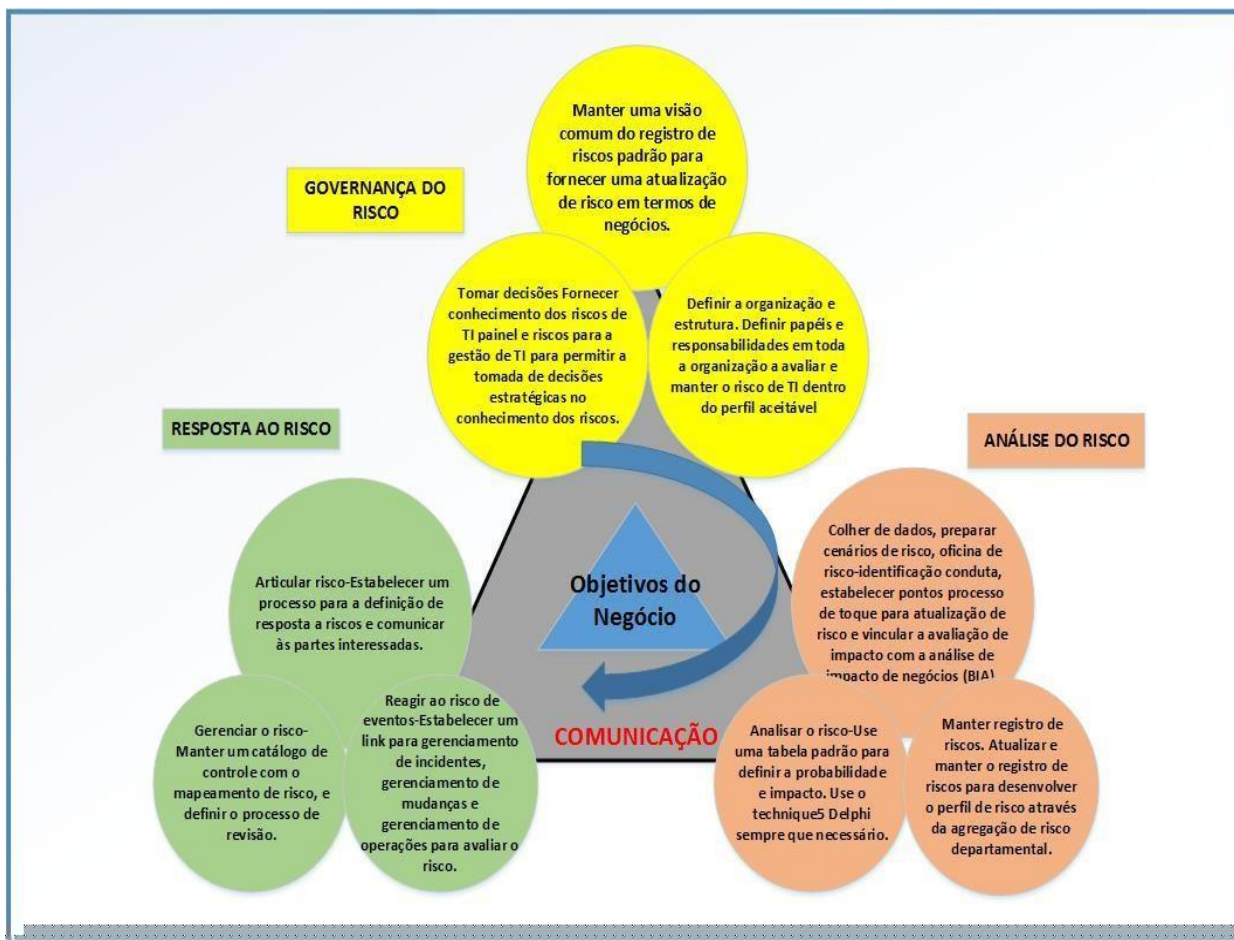 Manter uma visão
comum do registro de
riscos padrão para
fornecer uma atualização
de risco em termos de
negócios.
GOVERNANÇA DO
RISCO
Tomar decisões Fornecer
conhecimento dos riscos de
TI painel e riscos para a
gestão de TI para permitir a
tomada de decisões
estratégicas no
conhecimento dos riscos.
Definir a organização e
estrutura. Definir papéis e
responsabilidades em toda
a organização a avaliar e
manter o risco de TI dentro
do perfil aceitável
RESPOSTA AO RISCO
ANÁLISE DO RISCO
Articular risco-Estabelecer um
processo para a definição de
resposta a riscos e comunicar
às partes interessadas.
Gerenciar o risco-
Manter um catálogo de
controle com o
mapeamento de risco, e
definir o processo de
revisão.
Reagir ao risco de
eventos-Estabelecer um
link para gerenciamento
de incidentes,
gerenciamento de
mudanças e
gerenciamento de
operações para avaliar o
risco.
Objetivos do
Negócio
COMUNICAÇÃO
Colher de dados, preparar
cenários de risco, oficina de
risco-identificação conduta,
estabelecer pontos processo
de toque para atualização de
risco e vincular a avaliação de
impacto com a análise de
impacto de negócios (BIA)
Analisar o risco-Use
uma tabela padrão para
definir a probabilidade
e impacto. Use o
technique5 Delphi
sempre que necessário.
Manter registro de
riscos. Atualizar e
manter o registro de
riscos para desenvolver
o perfil de risco através
da agregação de risco
departamental.